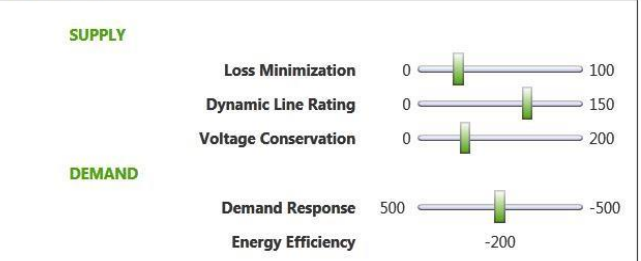 SUPPLY
Loss Minimization 0 100
Dynamic Line Rating 0 150
Voltage Conservation 0 200
DEMAND
Demand Response 500 -500
Energy Efficiency -200